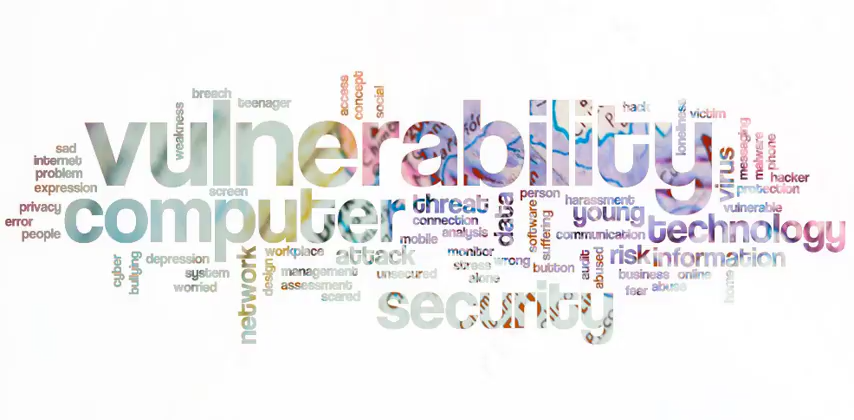 access
concept
social
breach
teenager
weakness
hack
loneliness
victim
vulnerability
sad
internet
problem
expression
messaging
malware
phone
virus
hacker
protection
screen
privacy
error
people
computer
threat
connection
analysis
mobile
data
person
software
suffering
harassment
young
communication
vulnerable
technology
cyber
bullying
depression
system
worried
network
design
workplace
management
assessment
scared
attack
unsecured
monitor
stress
alone
wrong
button
audit
abused
risk
information
business
online
fear
abuse
home
security